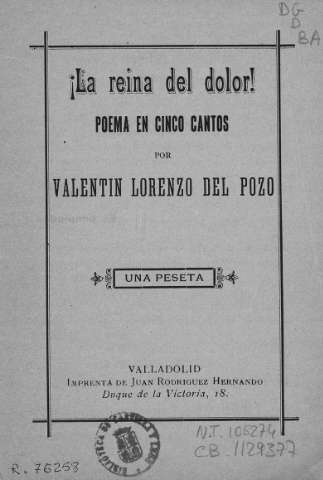 DG
D
BA
¡La reina del dolor!
POEMA EN CINCO CANTOS
POR
VALENTIN LORENZO DEL POZO
UNA PESETA
VALLADOLID
IMPRENTA DE JUAN RODRIGUEZ HERNANDO
Duque de la Victoria, 18.
N.T. 106274
CB. 1129377
R. 76258